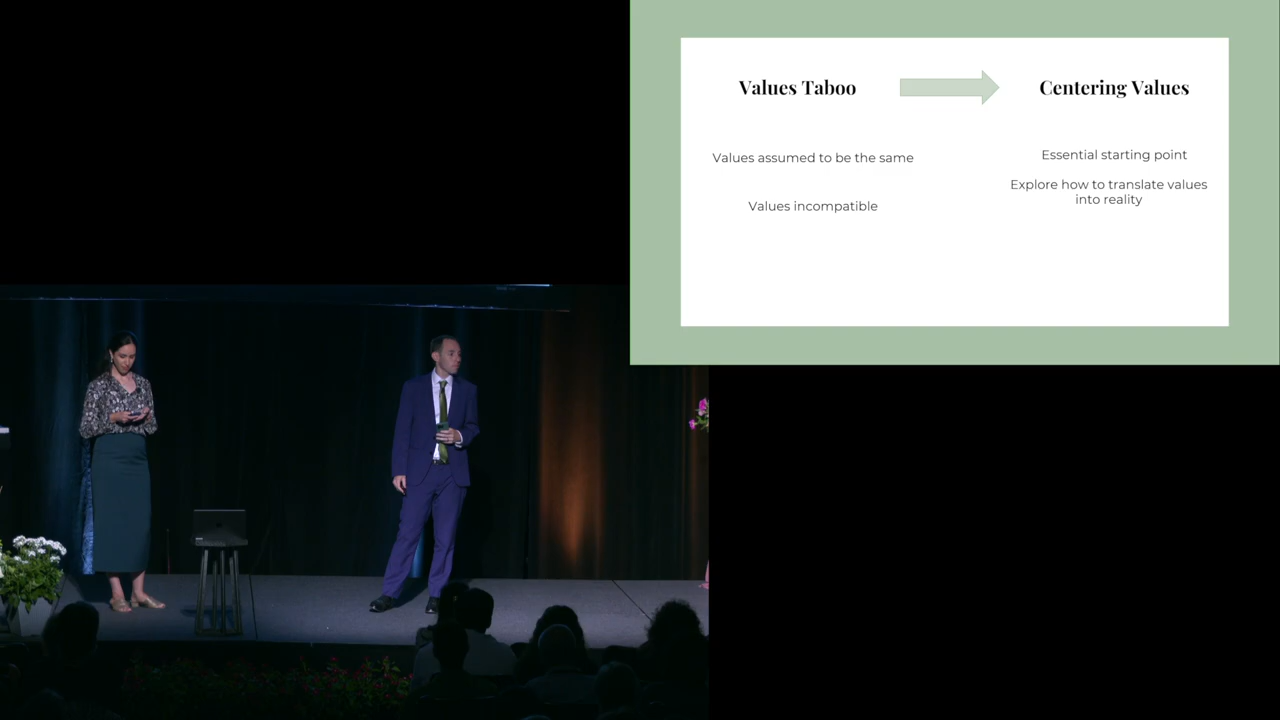 Values Taboo
Centering Values
Values assumed to be the same
Values incompatible
Essential starting point
Explore how to translate values
into reality